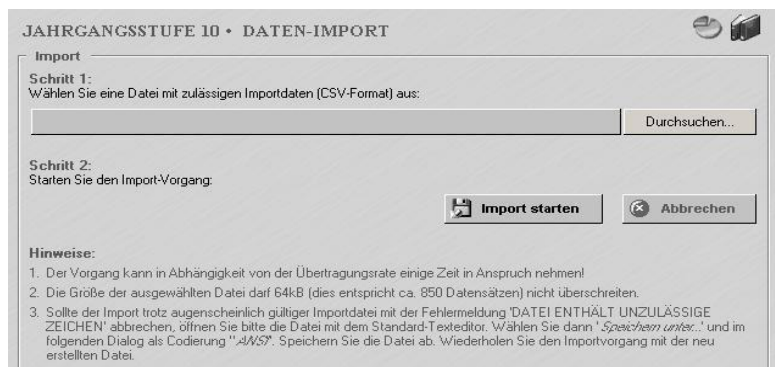 JAHRGANGSSTUFE 10 • DATEN-IMPORT
Import
Schritt 1:
Wählen Sie eine Datei mit zulässigen Importdaten (CSV-Format) aus:
Durchsuchen...
Schritt 2:
Starten Sie den Import-Vorgang:
Import starten
Abbrechen
Hinweise:
1. Der Vorgang kann in Abhängigkeit von der Übertragungsrate einige Zeit in Anspruch nehmen!
2. Die Größe der ausgewählten Datei darf 64kB (dies entspricht ca. 850 Datensätzen) nicht überschreiten.
3. Sollte der Import trotz augenscheinlich gültiger Importdatei mit der Fehlermeldung 'DATEI ENTHÄLT UNZULÄSSIGE
ZEICHEN' abbrechen, öffnen Sie bitte die Datei mit dem Standard-Texteditor. Wählen Sie dann 'Speichern unter...' und im
folgenden Dialog als Codierung "ANSI". Speichern Sie die Datei ab. Wiederholen Sie den Importvorgang mit der neu
erstellten Datei.